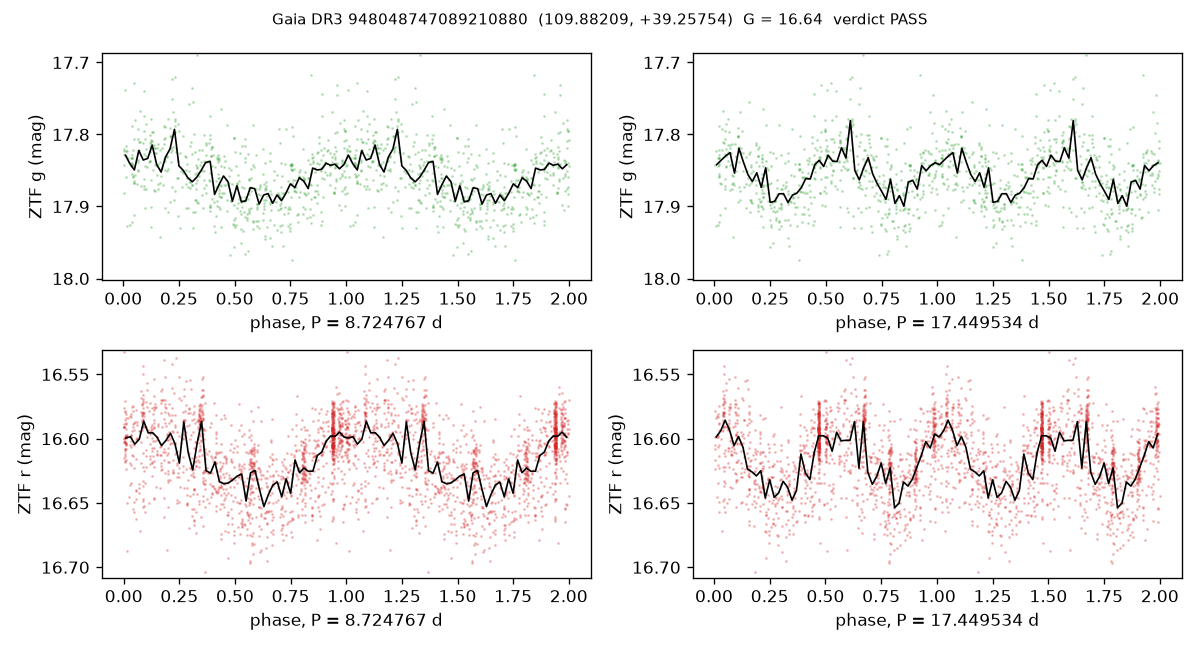 Gaia DR3 948048747089210880 (109.88209, +39.25754) G = 16.64 verdict PASS
ZTF g (mag)
17.7
17.8
17.9
18.0
0.00 0.25 0.50 0.75 1.00 1.25 1.50 1.75 2.00
phase, P = 8.724767 d
ZTF g (mag)
17.7
17.8
17.9
18.0
0.00 0.25 0.50 0.75 1.00 1.25 1.50 1.75 2.00
phase, P = 17.449534 d
ZTF r (mag)
16.55
16.60
16.65
16.70
0.00 0.25 0.50 0.75 1.00 1.25 1.50 1.75 2.00
phase, P = 8.724767 d
ZTF r (mag)
16.55
16.60
16.65
16.70
0.00 0.25 0.50 0.75 1.00 1.25 1.50 1.75 2.00
phase, P = 17.449534 d